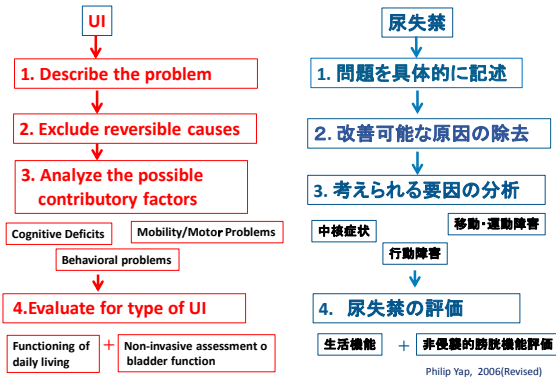 UI
1. Describe the problem
2. Exclude reversible causes
3. Analyze the possible
contributory factors
Cognitive Deficits
Mobility/Motor Problems
Behavioral problems
4.Evaluate for type of UI
Functioning of
daily living
+
Non-invasive assessment o
bladder function
尿失禁
1. 問題を具体的に記述
2. 改善可能な原因の除去
3. 考えられる要因の分析
中核症状
移動・運動障害
行動障害
4. 尿失禁の評価
生活機能
+
非侵襲的膀胱機能評価
Philip Yap, 2006(Revised)